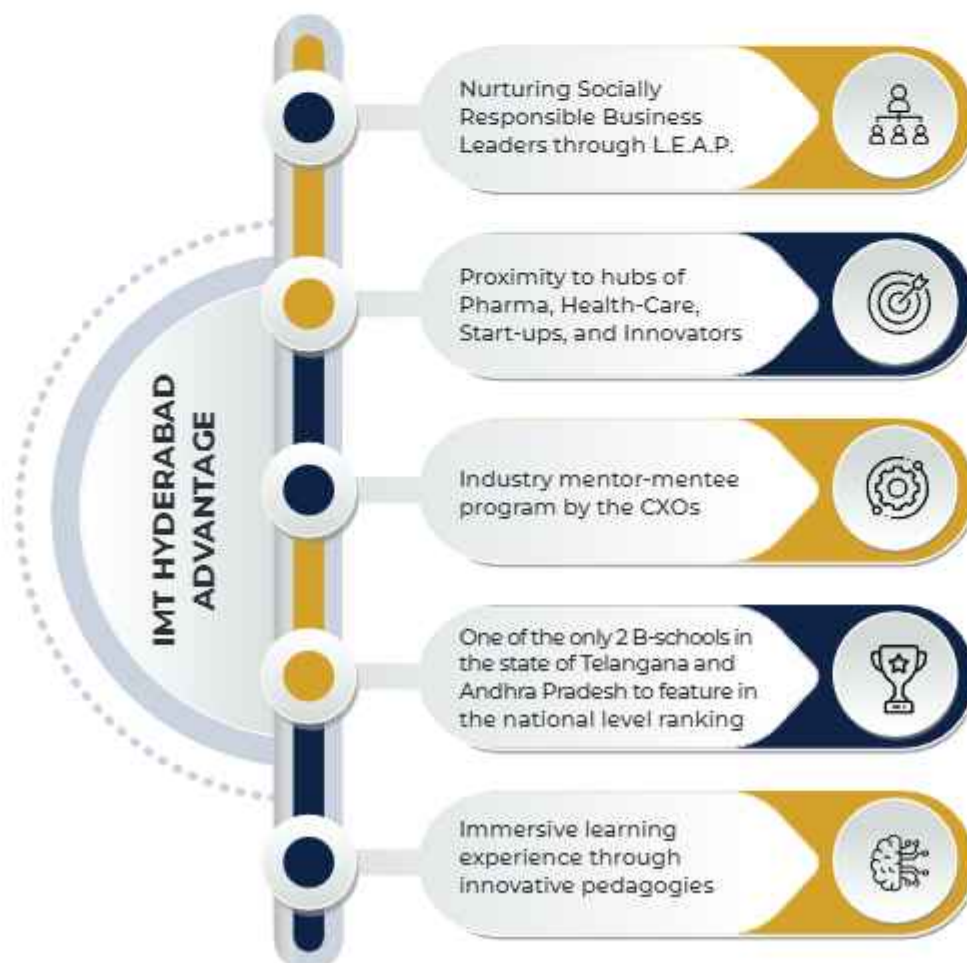 IMT HYDERABAD
ADVANTAGE
Nurturing Socially
Responsible Business
Leaders through L.E.A.P.
Proximity to hubs of
Pharma, Health-Care,
Start-ups, and Innovators
Industry mentor-mentee
program by the CXOs
One of the only 2 B-schools in
the state of Telangana and
Andhra Pradesh to feature in
the national level ranking
Immersive learning
experience through
innovative pedagogies